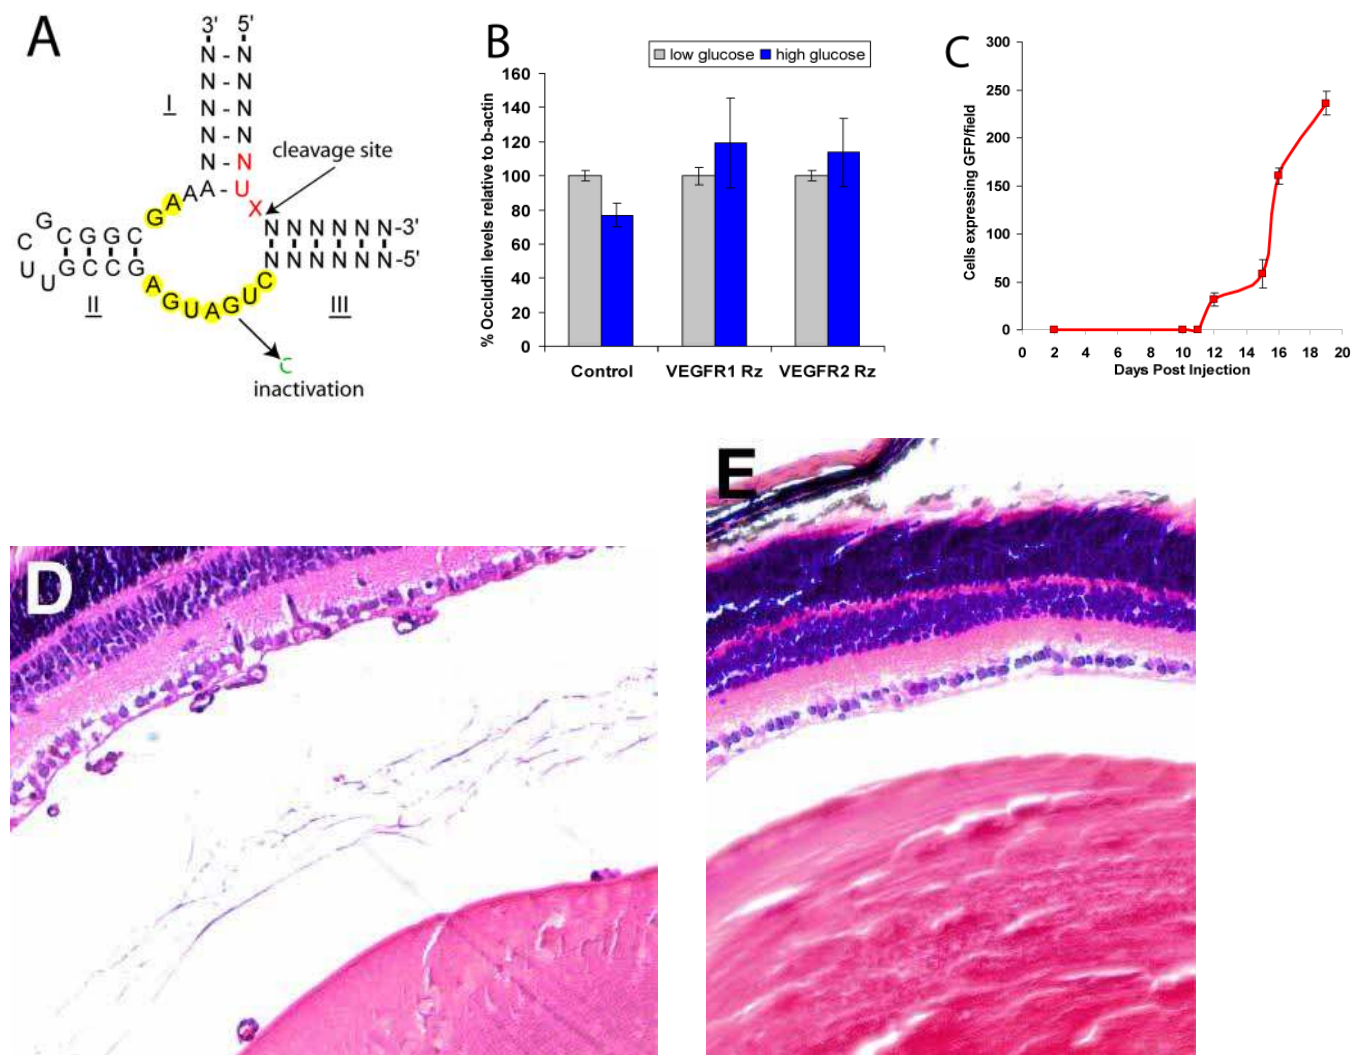 A
3' 5'
N - N
N - N
I
N - N
N - N
N - N
cleavage site
G A A A - U
X
N N N N N N -3'
N N N N N N -5'
C G C G G C
U U G C C G
II
A G U A G U C
III
C
inactivation
B
low glucose high glucose
% Occludin levels relative to b-actin
160
140
120
100
80
60
40
20
0
Control VEGFR1 Rz VEGFR2 Rz
C
Cells expressing GFP/field
300
250
200
150
100
50
0
0 2 4 6 8 10 12 14 16 18 20
Days Post Injection
D
E